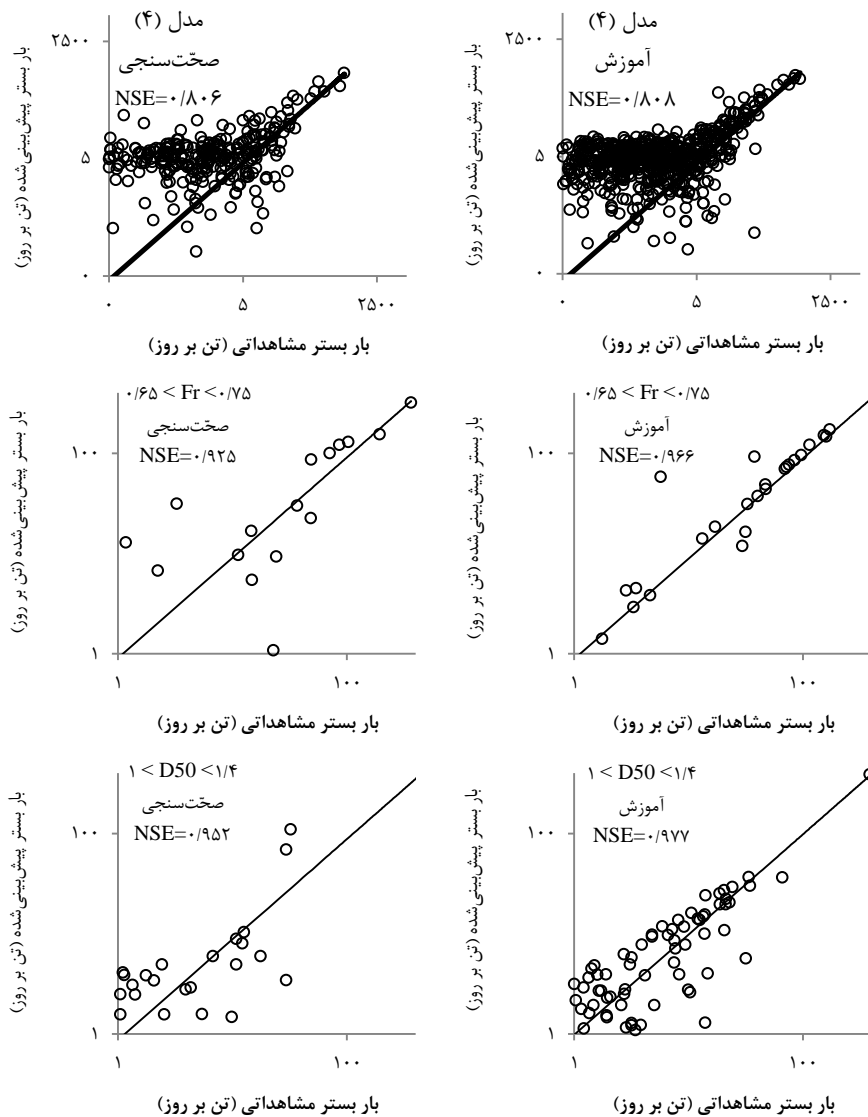 مدل (۴)
آموزش
NSE=۰/۸۰۸
۲۵۰۰
۵
۰
۰
۵
۲۵۰۰
بار بستر پیش‌بینی‌شده (تن بر روز)
بار بستر مشاهداتی (تن بر روز)
مدل (۴)
صحّت‌سنجی
NSE=۰/۸۰۶
۲۵۰۰
۵
۰
۰
۵
۲۵۰۰
بار بستر پیش‌بینی‌شده (تن بر روز)
بار بستر مشاهداتی (تن بر روز)
۰/۶۵ < Fr <۰/۷۵
آموزش
NSE=۰/۹۶۶
۱۰۰
۱
۱
۱۰۰
بار بستر پیش‌بینی‌شده (تن بر روز)
بار بستر مشاهداتی (تن بر روز)
۰/۶۵ < Fr <۰/۷۵
صحّت‌سنجی
NSE=۰/۹۲۵
۱۰۰
۱
۱
۱۰۰
بار بستر پیش‌بینی‌شده (تن بر روز)
بار بستر مشاهداتی (تن بر روز)
۱ < D50 <۱/۴
آموزش
NSE=۰/۹۷۷
۱۰۰
۱
۱
۱۰۰
بار بستر پیش‌بینی‌شده (تن بر روز)
بار بستر مشاهداتی (تن بر روز)
۱ < D50 <۱/۴
صحّت‌سنجی
NSE=۰/۹۵۲
۱۰۰
۱
۱
۱۰۰
بار بستر پیش‌بینی‌شده (تن بر روز)
بار بستر مشاهداتی (تن بر روز)